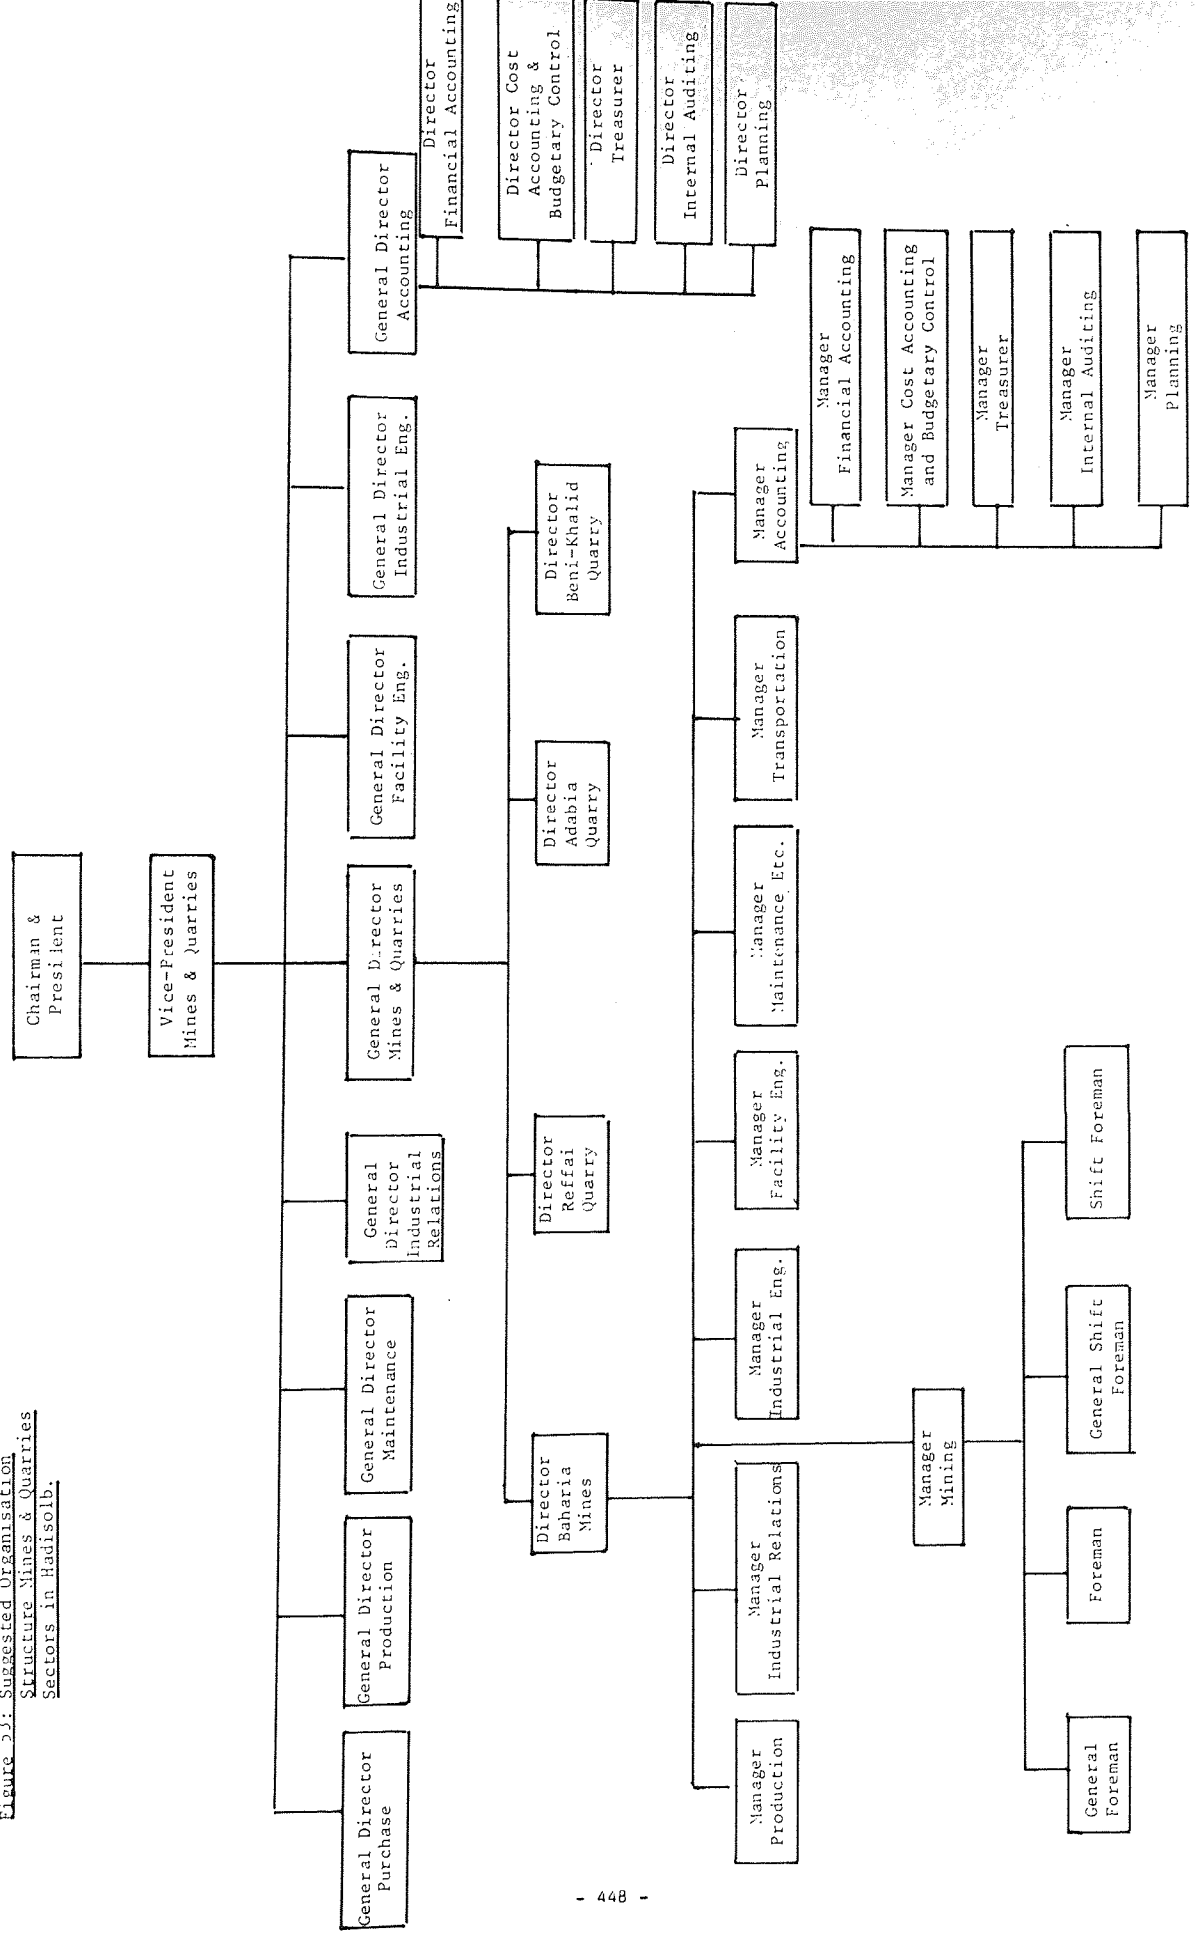 Figure 53: Suggested Organisation
Structure Mines & Quarries
Sectors in Hadisolb.
Chairman &
President
Vice-President
Mines & Quarries
General Director
Purchase
General Director
Production
General Director
Maintenance
General
Director
Industrial
Relations
General Director
Mines & Quarries
General Director
Facility Eng.
General Director
Industrial Eng.
General Director
Accounting
Director
Financial Accounting
Director Cost
Accounting &
Budgetary Control
Director
Treasurer
Director
Internal Auditing
Director
Planning
Director
Baharia
Mines
Director
Reffai
Quarry
Director
Adabia
Quarry
Director
Beni-Khalid
Quarry
Manager
Production
Manager
Industrial Relations
Manager
Industrial Eng.
Manager
Facility Eng.
Manager
Maintenance Etc.
Manager
Transportation
Manager
Accounting
Manager
Financial Accounting
Manager Cost Accounting
and Budgetary Control
Manager
Treasurer
Manager
Internal Auditing
Manager
Planning
Manager
Mining
General
Foreman
Foreman
General Shift
Foreman
Shift Foreman
- 448 -